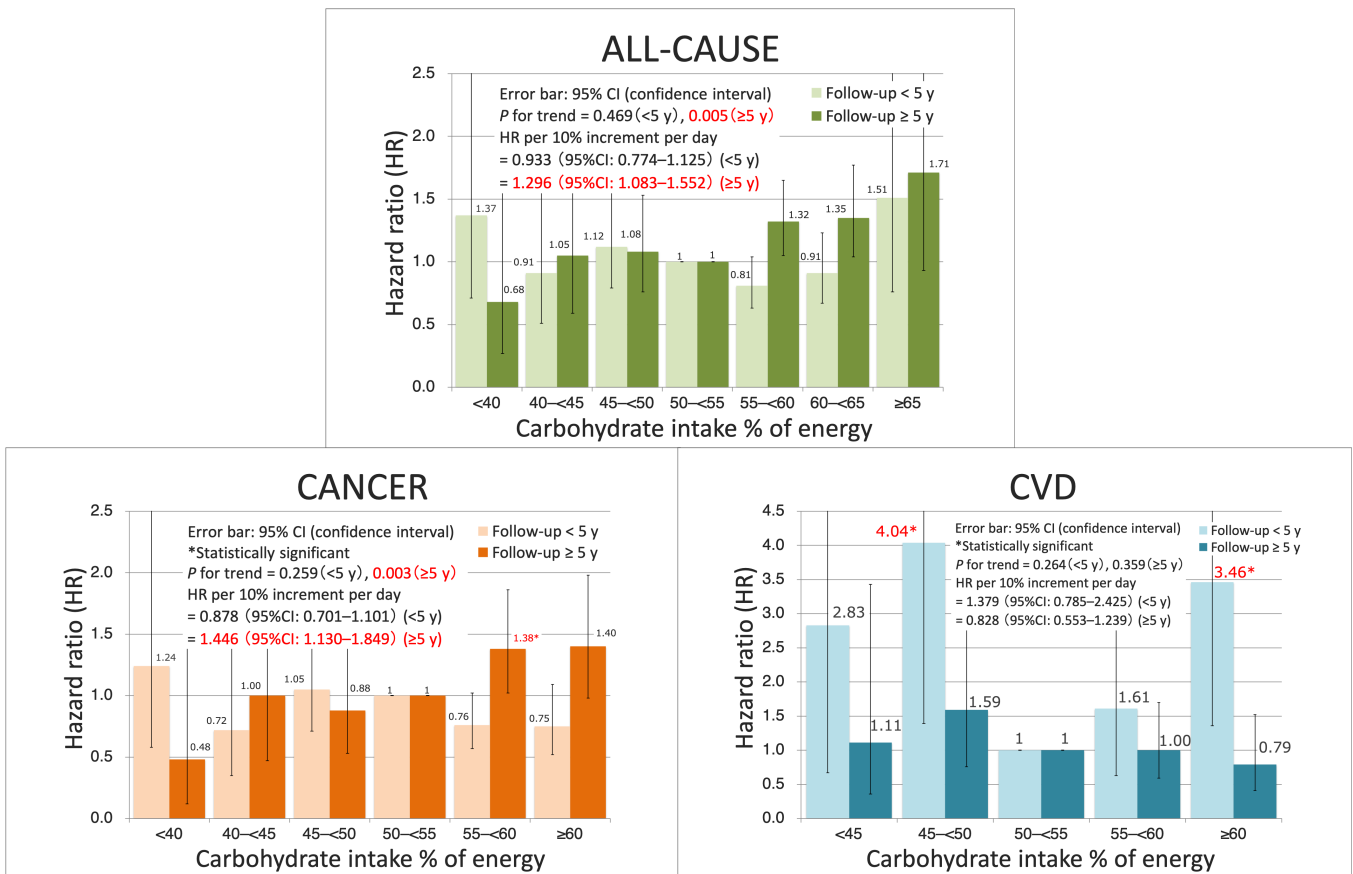 ALL-CAUSE
Hazard ratio (HR)
2.5
2.0
1.5
1.0
0.5
0.0
Error bar: 95% CI (confidence interval)
P for trend = 0.469(<5 y), 0.005(≥5 y)
HR per 10% increment per day
= 0.933 (95%CI: 0.774–1.125) (<5 y)
= 1.296 (95%CI: 1.083–1.552) (≥5 y)
Follow-up < 5 y
Follow-up ≥ 5 y
1.37
0.68
0.91
1.05
1.12
1.08
1
1
0.81
1.32
0.91
1.35
1.51
1.71
<40
40–<45
45–<50
50–<55
55–<60
60–<65
≥65
Carbohydrate intake % of energy
CANCER
Hazard ratio (HR)
2.5
2.0
1.5
1.0
0.5
0.0
Error bar: 95% CI (confidence interval)
*Statistically significant
P for trend = 0.259(<5 y), 0.003(≥5 y)
HR per 10% increment per day
= 0.878 (95%CI: 0.701–1.101) (<5 y)
= 1.446 (95%CI: 1.130–1.849) (≥5 y)
Follow-up < 5 y
Follow-up ≥ 5 y
1.24
0.48
0.72
1.00
1.05
0.88
1
1
0.76
1.38*
0.75
1.40
<40
40–<45
45–<50
50–<55
55–<60
≥60
Carbohydrate intake % of energy
CVD
Hazard ratio (HR)
4.5
4.0
3.5
3.0
2.5
2.0
1.5
1.0
0.5
0.0
Error bar: 95% CI (confidence interval)
*Statistically significant
P for trend = 0.264(<5 y), 0.359(≥5 y)
HR per 10% increment per day
= 1.379 (95%CI: 0.785–2.425) (<5 y)
= 0.828 (95%CI: 0.553–1.239) (≥5 y)
Follow-up < 5 y
Follow-up ≥ 5 y
2.83
1.11
4.04*
1.59
1
1
1.61
1.00
3.46*
0.79
<45
45–<50
50–<55
55–<60
≥60
Carbohydrate intake % of energy